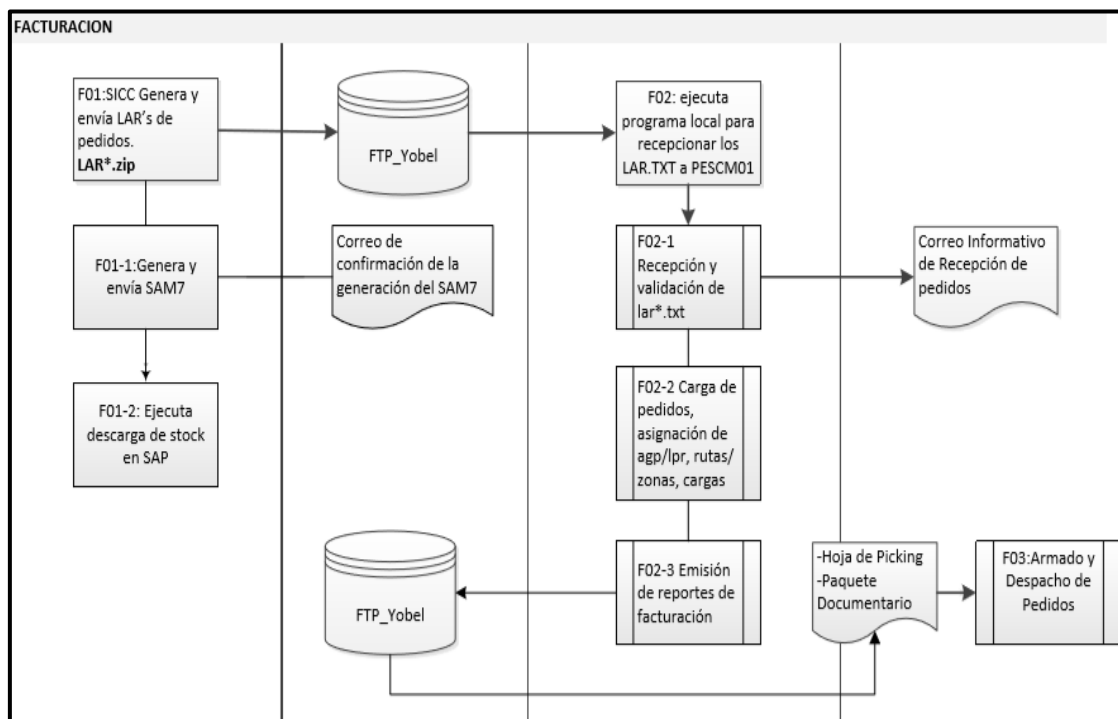 FACTURACION
F01:SICC Genera y
envía LAR's de
pedidos.
LAR*.zip
FTP_Yobel
F02: ejecuta
programa local para
recepcionar los
LAR.TXT a PESCM01
F01-1:Genera y
envía SAM7
Correo de
confirmación de la
generación del SAM7
F02-1
Recepción y
validación de
lar*.txt
Correo Informativo
de Recepción de
pedidos
F01-2: Ejecuta
descarga de stock
en SAP
F02-2 Carga de
pedidos,
asignación de
agp/lpr, rutas/
zonas, cargas
FTP_Yobel
F02-3 Emisión
de reportes de
facturación
-Hoja de Picking
-Paquete
Documentario
F03:Armado y
Despacho de
Pedidos